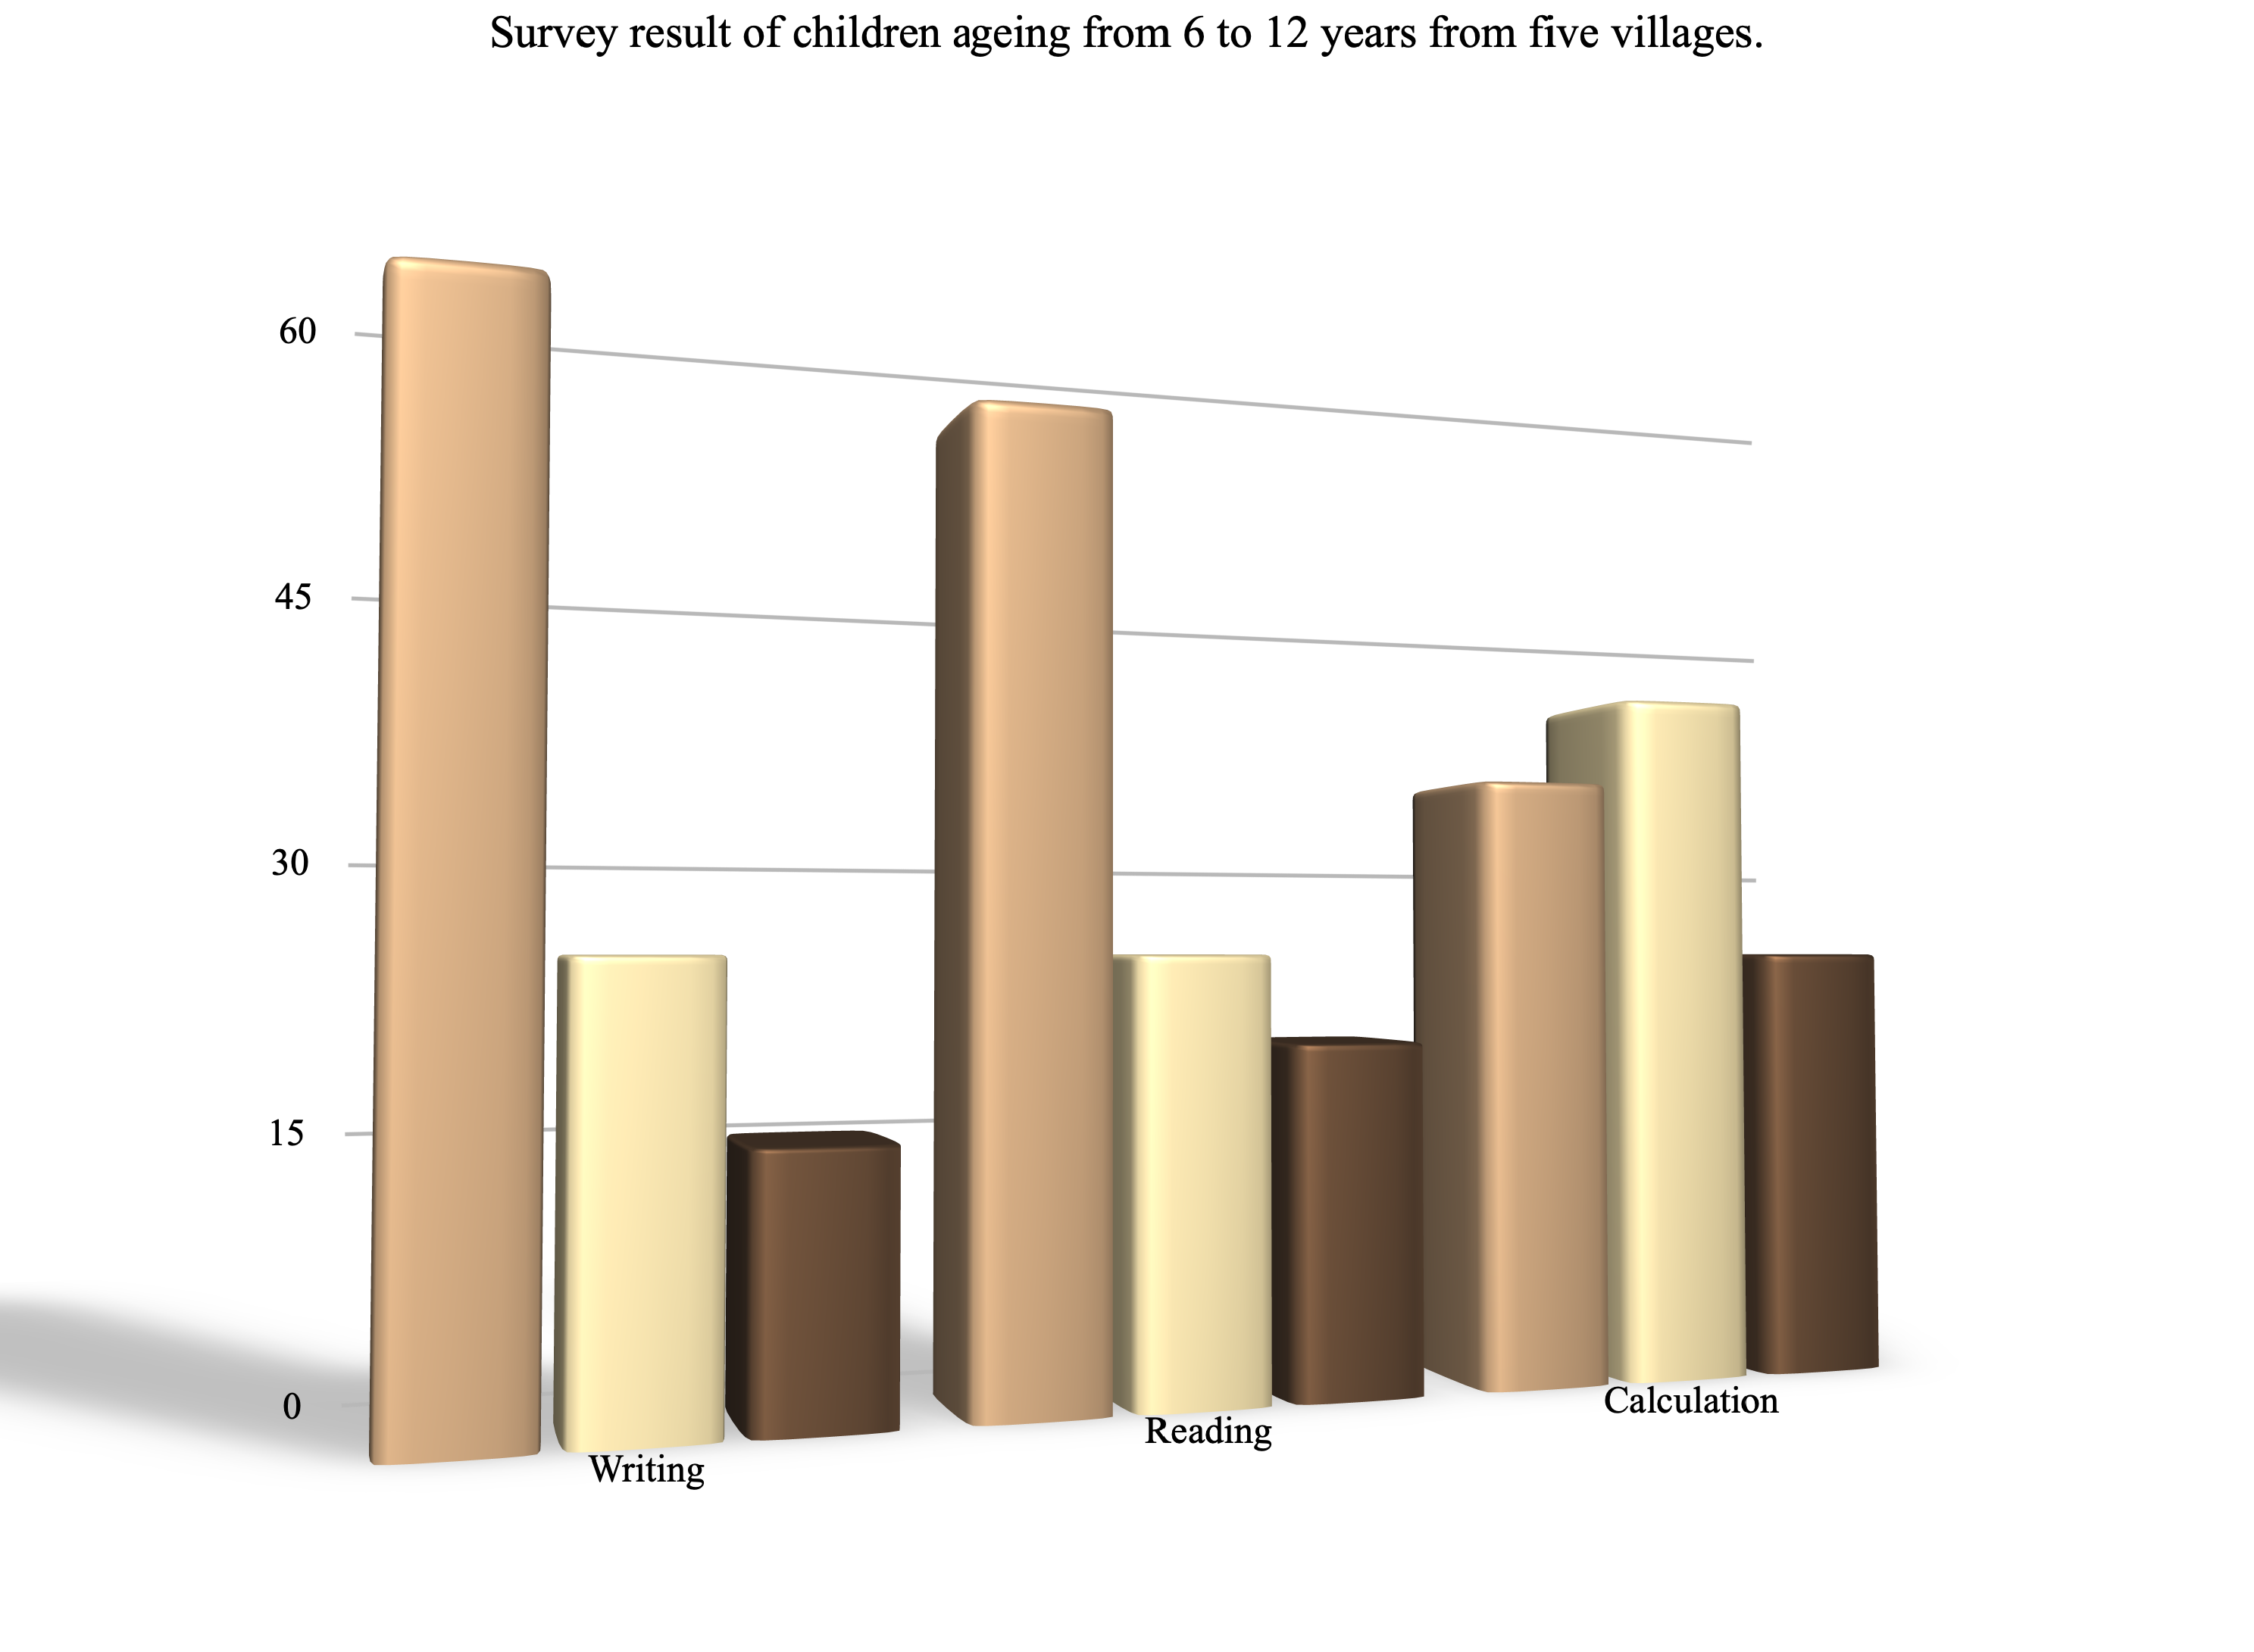 Survey result of children ageing from 6 to 12 years from five villages.
60
45
30
15
0
Writing
Reading
Calculation